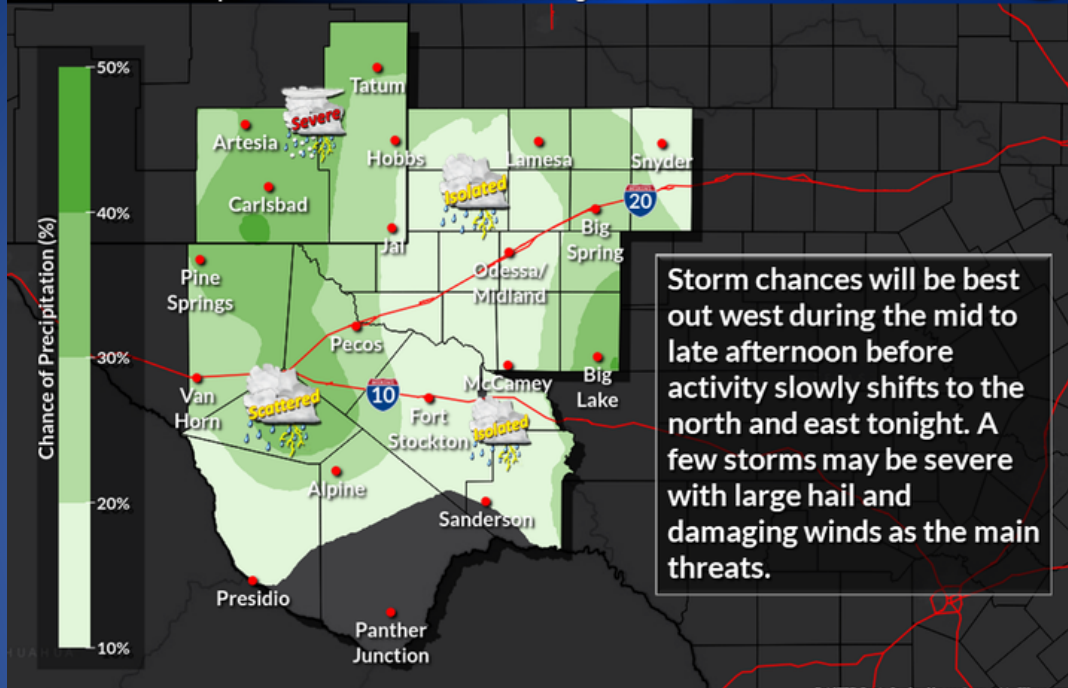 50%
40%
30%
20%
10%
Chance of Precipitation (%)
Tatum
Severe
Artesia
Hobbs
Isolated
Lamesa
Snyder
Carlsbad
20
Big
Spring
Jal
Odessa/
Midland
Pine
Springs
Pecos
McCamey
Big
Lake
Van
Horn
Scattered
10
Fort
Stockton
Isolated
Alpine
Sanderson
Presidio
Panther
Junction
Storm chances will be best
out west during the mid to
late afternoon before
activity slowly shifts to the
north and east tonight. A
few storms may be severe
with large hail and
damaging winds as the main
threats.